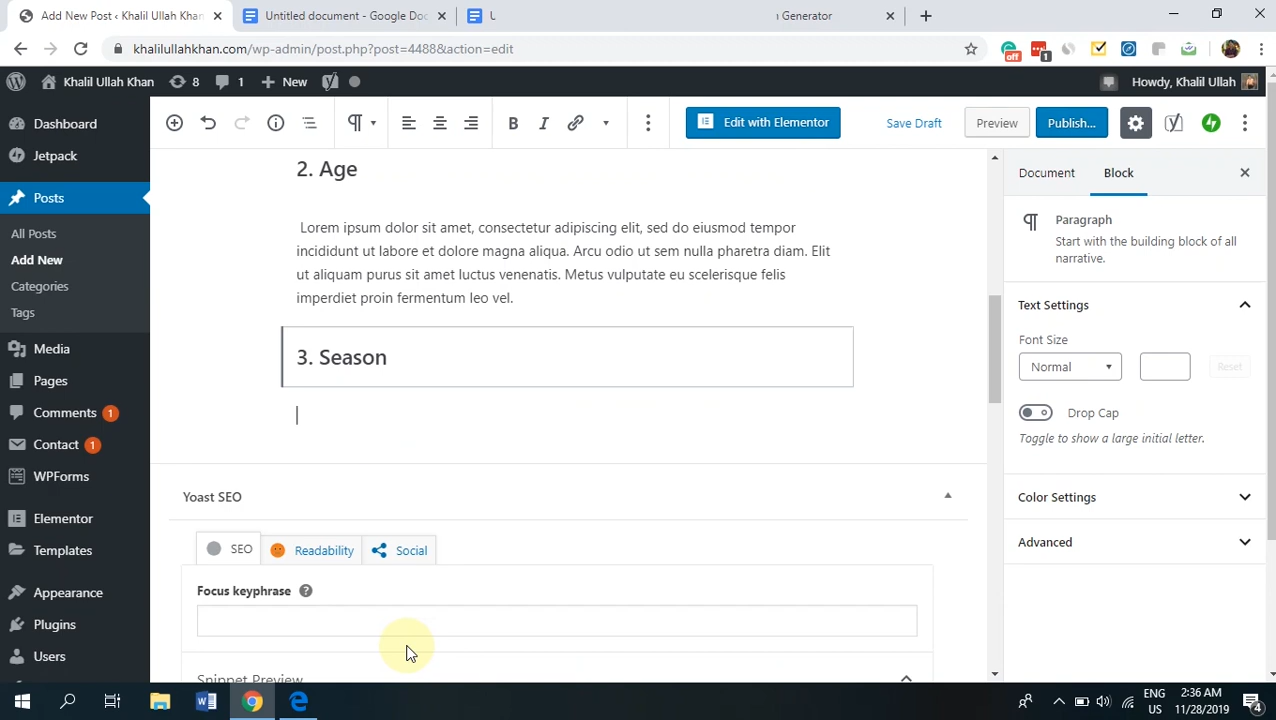 Add New Post ‹ Khalil Ullah Khan
Untitled document - Google Doc
U
Generator
khalilullahkhan.com/wp-admin/post.php?post=4488&action=edit
off
1
Khalil Ullah Khan
8
1
New
Howdy, Khalil Ullah
Dashboard
Jetpack
Posts
All Posts
Add New
Categories
Tags
Media
Pages
Comments 1
Contact 1
WPForms
Elementor
Templates
Appearance
Plugins
Users
Edit with Elementor
Save Draft
Preview
Publish...
2. Age
Lorem ipsum dolor sit amet, consectetur adipiscing elit, sed do eiusmod tempor
incididunt ut labore et dolore magna aliqua. Arcu odio ut sem nulla pharetra diam. Elit
ut aliquam purus sit amet luctus venenatis. Metus vulputate eu scelerisque felis
imperdiet proin fermentum leo vel.
3. Season
Yoast SEO
SEO
Readability
Social
Focus keyphrase
Snippet Preview
Document
Block
Paragraph
Start with the building block of all
narrative.
Text Settings
Font Size
Normal
Reset
Drop Cap
Toggle to show a large initial letter.
Color Settings
Advanced
ENG
US
2:36 AM
11/28/2019
4